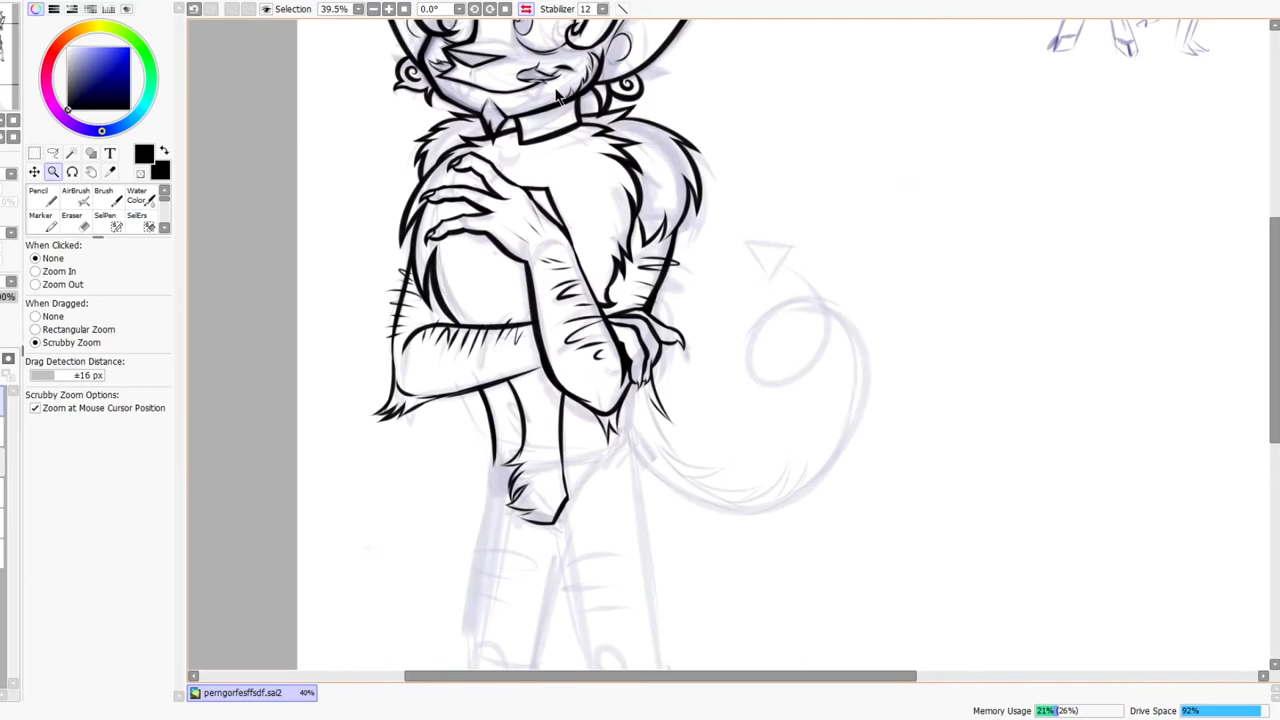 Selection 39.5% 0.0° Stabilizer 12
T
Pencil AirBrush Brush Water Color
Marker Eraser SelPen SelErs
When Clicked:
None
Zoom In
Zoom Out
When Dragged:
None
Rectangular Zoom
Scrubby Zoom
Drag Detection Distance:
±16 px
Scrubby Zoom Options:
Zoom at Mouse Cursor Position
perngorfesffsdf.sai2 40%
Memory Usage 21% (26%) Drive Space 92%